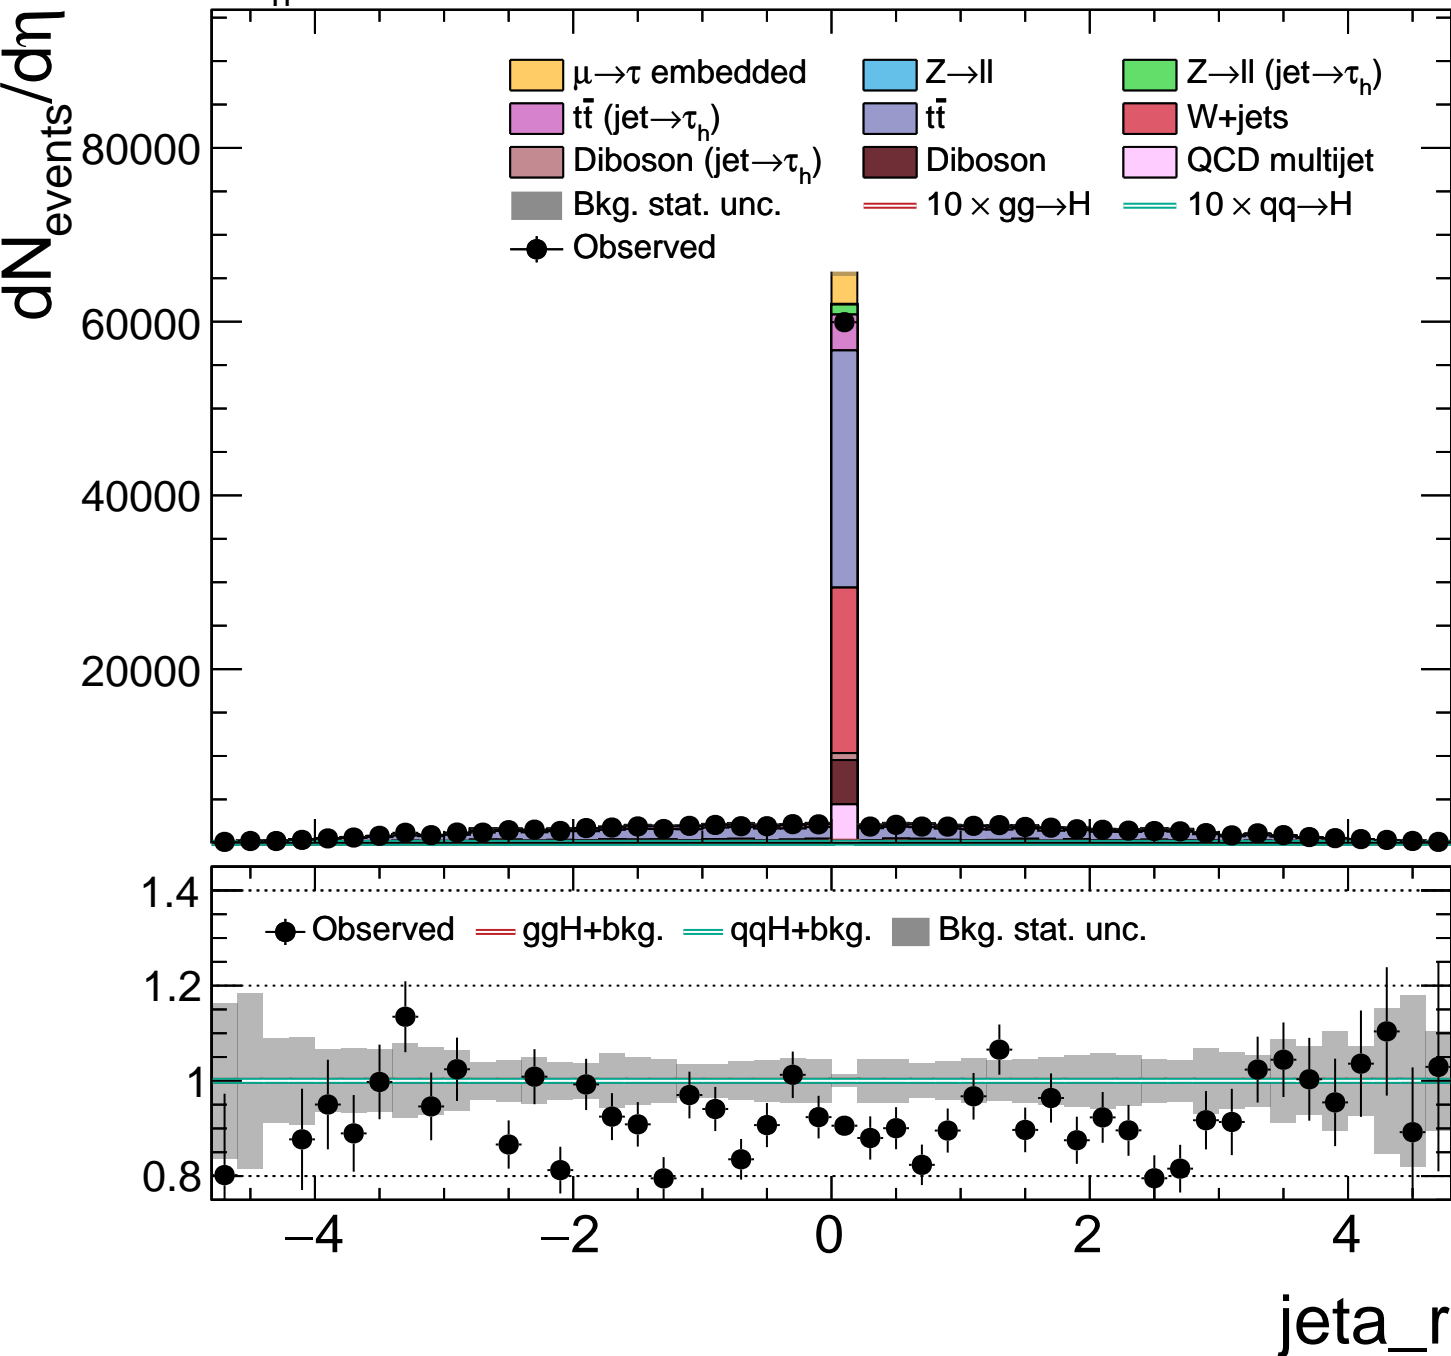 dN_events/dη
80000
60000
40000
20000
μ→τ embedded Z→ll Z→ll (jet→τ_h)
tt̄ (jet→τ_h) tt̄ W+jets
Diboson (jet→τ_h) Diboson QCD multijet
Bkg. stat. unc. 10 × gg→H 10 × qq→H
Observed
1.4
1.2
1
0.8
Observed ggH+bkg. qqH+bkg. Bkg. stat. unc.
−4 −2 0 2 4
jeta_r